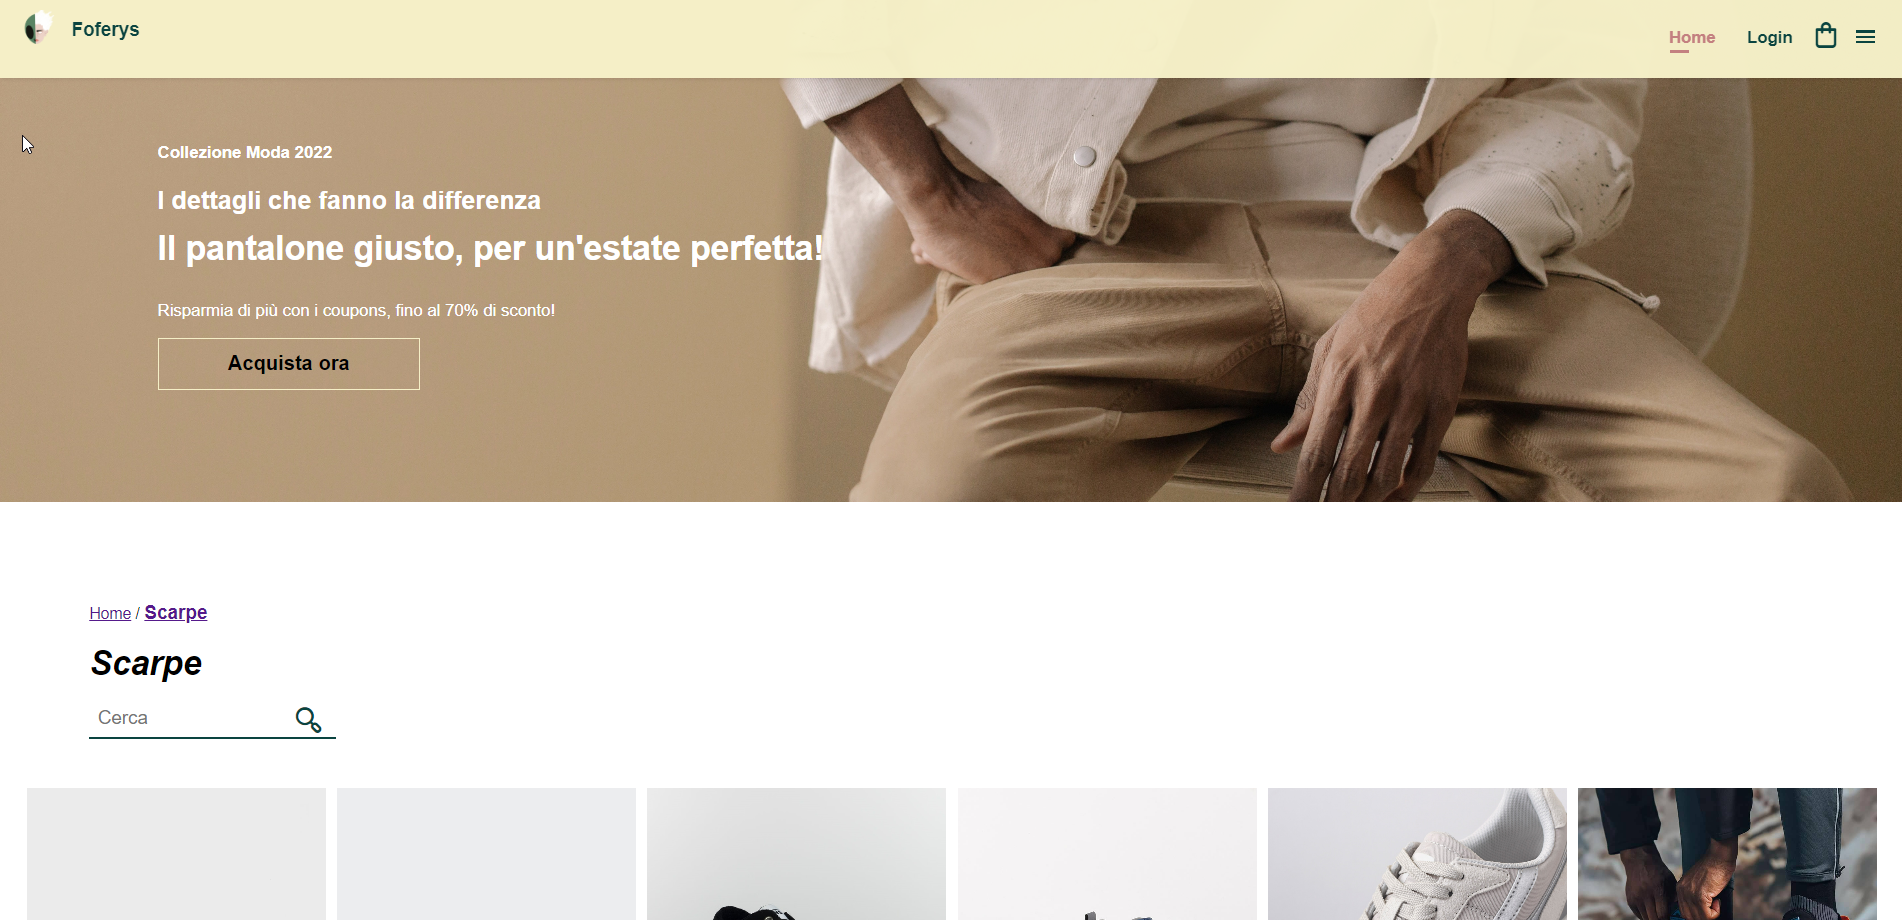 Foferys
Home
Login
Collezione Moda 2022
I dettagli che fanno la differenza
Il pantalone giusto, per un'estate perfetta!
Risparmia di più con i coupons, fino al 70% di sconto!
Acquista ora
Home / Scarpe
Scarpe
Cerca